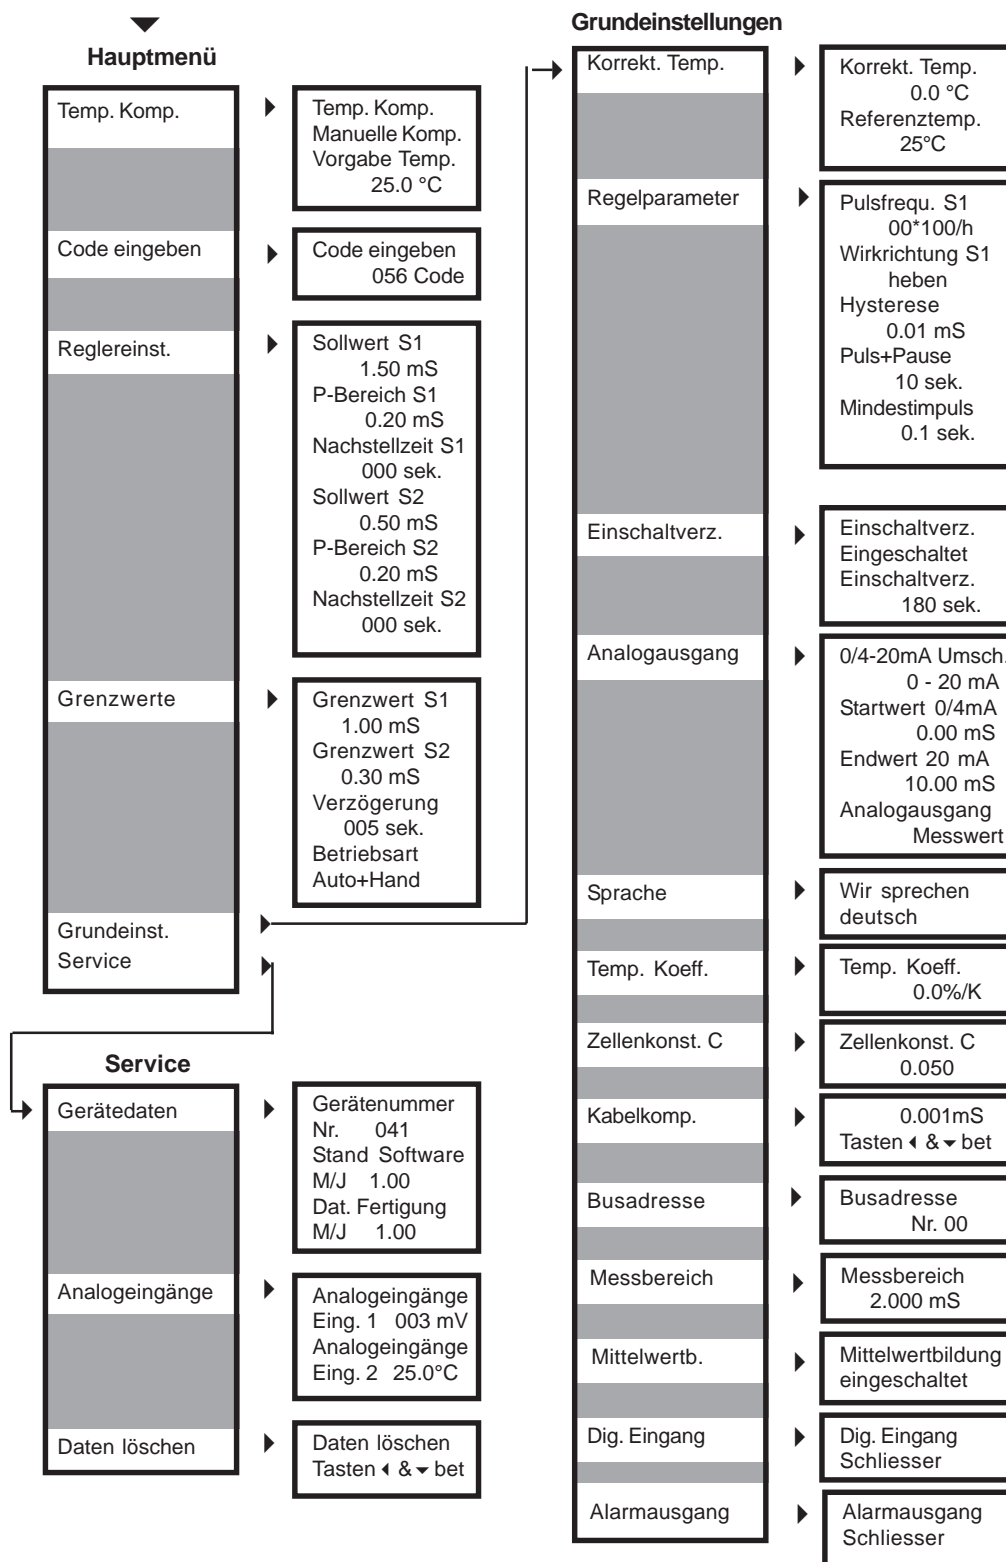 Hauptmenü
Temp. Komp.
Temp. Komp.
Manuelle Komp.
Vorgabe Temp.
25.0 °C
Code eingeben
Code eingeben
056 Code
Reglereinst.
Sollwert S1
1.50 mS
P-Bereich S1
0.20 mS
Nachstellzeit S1
000 sek.
Sollwert S2
0.50 mS
P-Bereich S2
0.20 mS
Nachstellzeit S2
000 sek.
Grenzwerte
Grenzwert S1
1.00 mS
Grenzwert S2
0.30 mS
Verzögerung
005 sek.
Betriebsart
Auto+Hand
Grundeinst.
Service
Service
Gerätedaten
Gerätenummer
Nr. 041
Stand Software
M/J 1.00
Dat. Fertigung
M/J 1.00
Analogeingänge
Analogeingänge
Eing. 1 003 mV
Analogeingänge
Eing. 2 25.0°C
Daten löschen
Daten löschen
Tasten & bet
Grundeinstellungen
Korrekt. Temp.
Korrekt. Temp.
0.0 °C
Referenztemp.
25°C
Regelparameter
Pulsfrequ. S1
00*100/h
Wirkrichtung S1
heben
Hysterese
0.01 mS
Puls+Pause
10 sek.
Mindestimpuls
0.1 sek.
Einschaltverz.
Einschaltverz.
Eingeschaltet
Einschaltverz.
180 sek.
Analogausgang
0/4-20mA Umsch.
0 - 20 mA
Startwert 0/4mA
0.00 mS
Endwert 20 mA
10.00 mS
Analogausgang
Messwert
Sprache
Wir sprechen
deutsch
Temp. Koeff.
Temp. Koeff.
0.0%/K
Zellenkonst. C
Zellenkonst. C
0.050
Kabelkomp.
0.001mS
Tasten & bet
Busadresse
Busadresse
Nr. 00
Messbereich
Messbereich
2.000 mS
Mittelwertb.
Mittelwertbildung
eingeschaltet
Dig. Eingang
Dig. Eingang
Schliesser
Alarmausgang
Alarmausgang
Schliesser